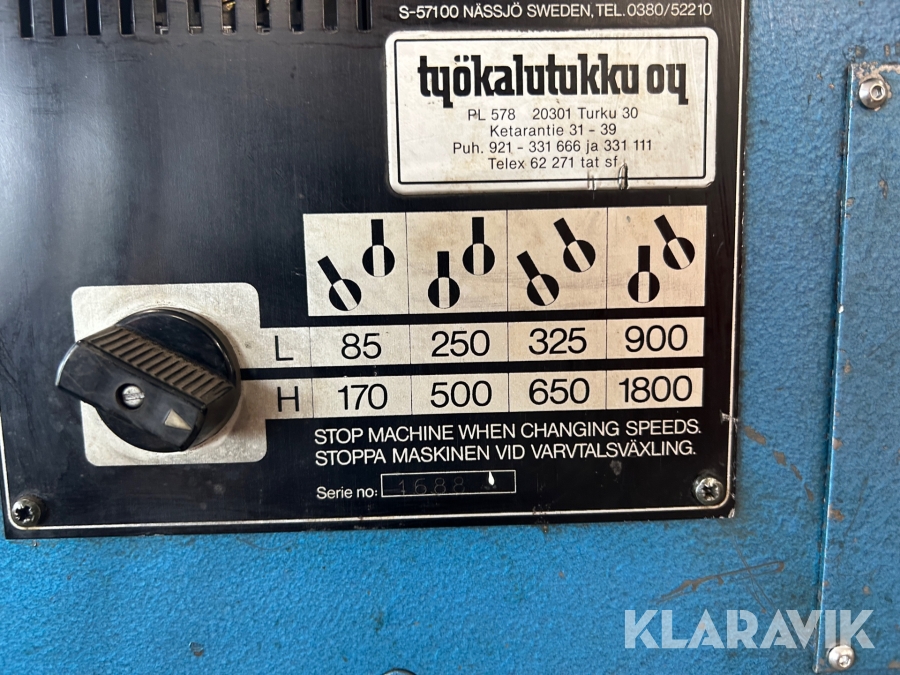 S-57100 NÄSSJÖ SWEDEN, TEL. 0380/52210
työkalutukku oy
PL 578 20301 Turku 30
Ketarantie 31 - 39
Puh. 921 - 331 666 ja 331 111
Telex 62 271 tat sf
L 85 250 325 900
H 170 500 650 1800
STOP MACHINE WHEN CHANGING SPEEDS.
STOPPA MASKINEN VID VARVTALSVÄXLING.
Serie no: 1688
KLARAVIK